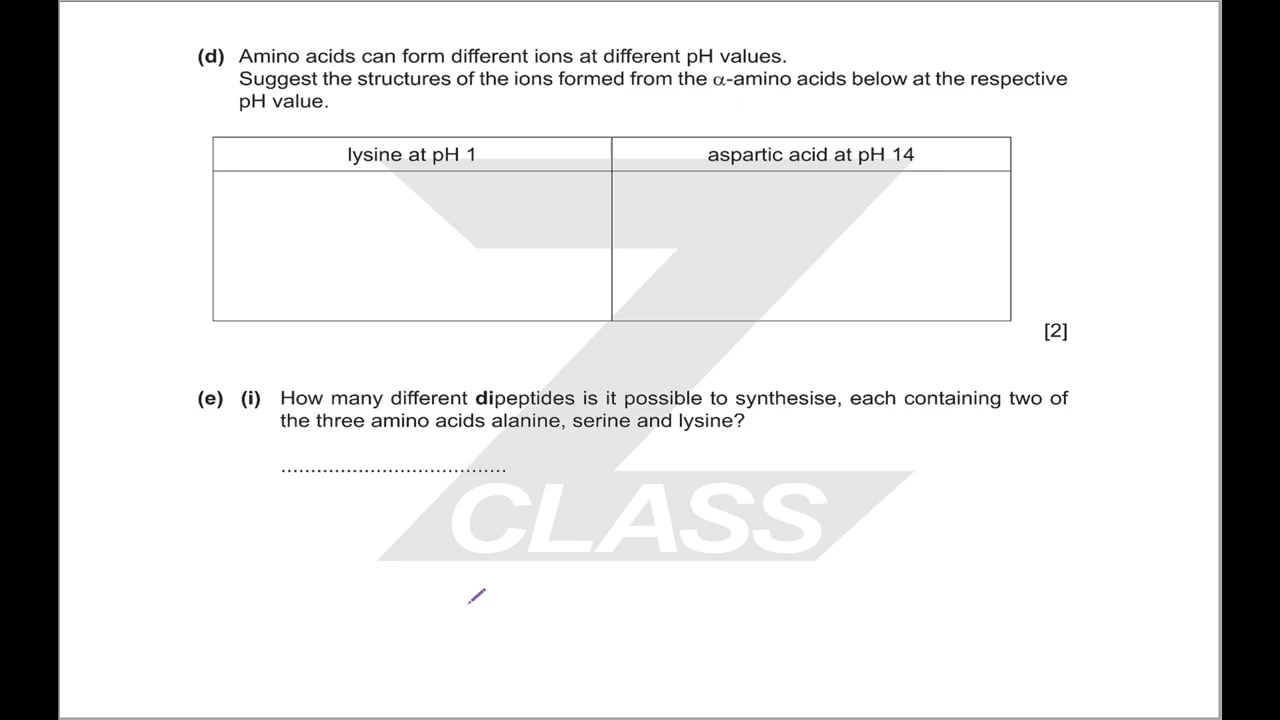 (d) Amino acids can form different ions at different pH values.
Suggest the structures of the ions formed from the α-amino acids below at the respective
pH value.
lysine at pH 1
aspartic acid at pH 14
[2]
(e) (i) How many different dipeptides is it possible to synthesise, each containing two of
the three amino acids alanine, serine and lysine?
......................................
CLASS